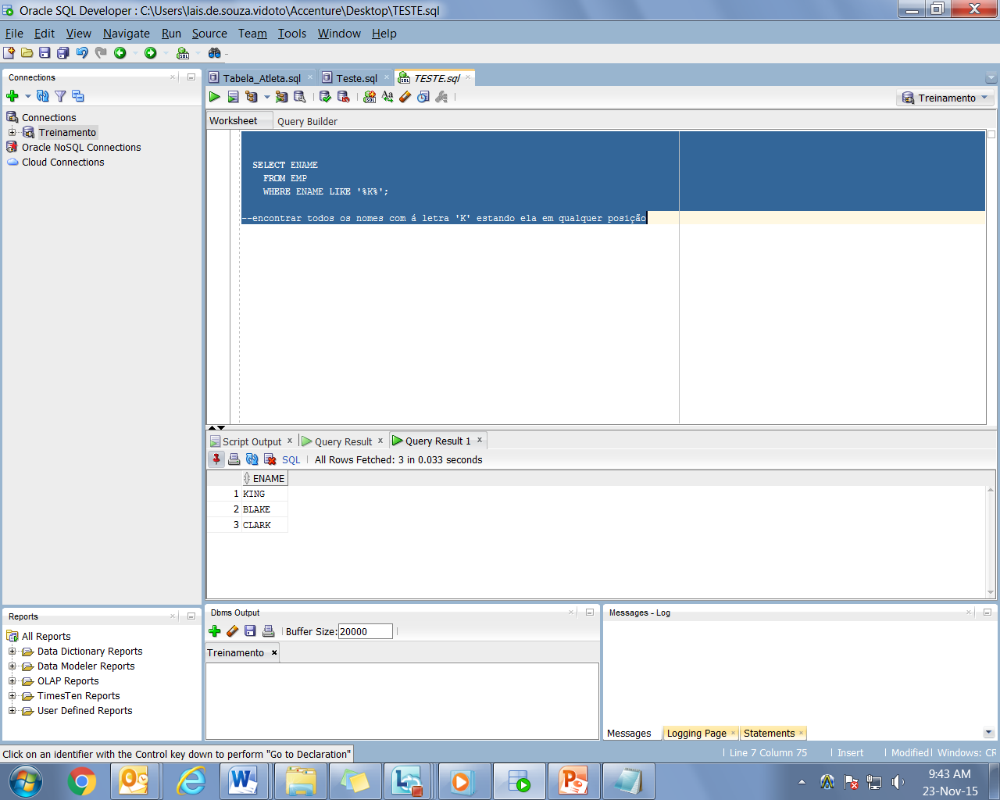 Oracle SQL Developer : C:\Users\lais.de.souza.vidoto\Accenture\Desktop\TESTE.sql
File Edit View Navigate Run Source Team Tools Window Help
Connections
Connections
Treinamento
Oracle NoSQL Connections
Cloud Connections
Tabela_Atleta.sql Teste.sql TESTE.sql
Treinamento
Worksheet Query Builder
SELECT ENAME
FROM EMP
WHERE ENAME LIKE '%K%';
--encontrar todos os nomes com á letra 'K' estando ela em qualquer posição
Script Output Query Result Query Result 1
SQL All Rows Fetched: 3 in 0.033 seconds
ENAME
1 KING
2 BLAKE
3 CLARK
Reports
All Reports
Data Dictionary Reports
Data Modeler Reports
OLAP Reports
TimesTen Reports
User Defined Reports
Dbms Output
Buffer Size: 20000
Treinamento
Messages - Log
Messages Logging Page Statements
Click on an identifier with the Control key down to perform "Go to Declaration"
Line 7 Column 75 Insert Modified Windows: CR
9:43 AM
23-Nov-15